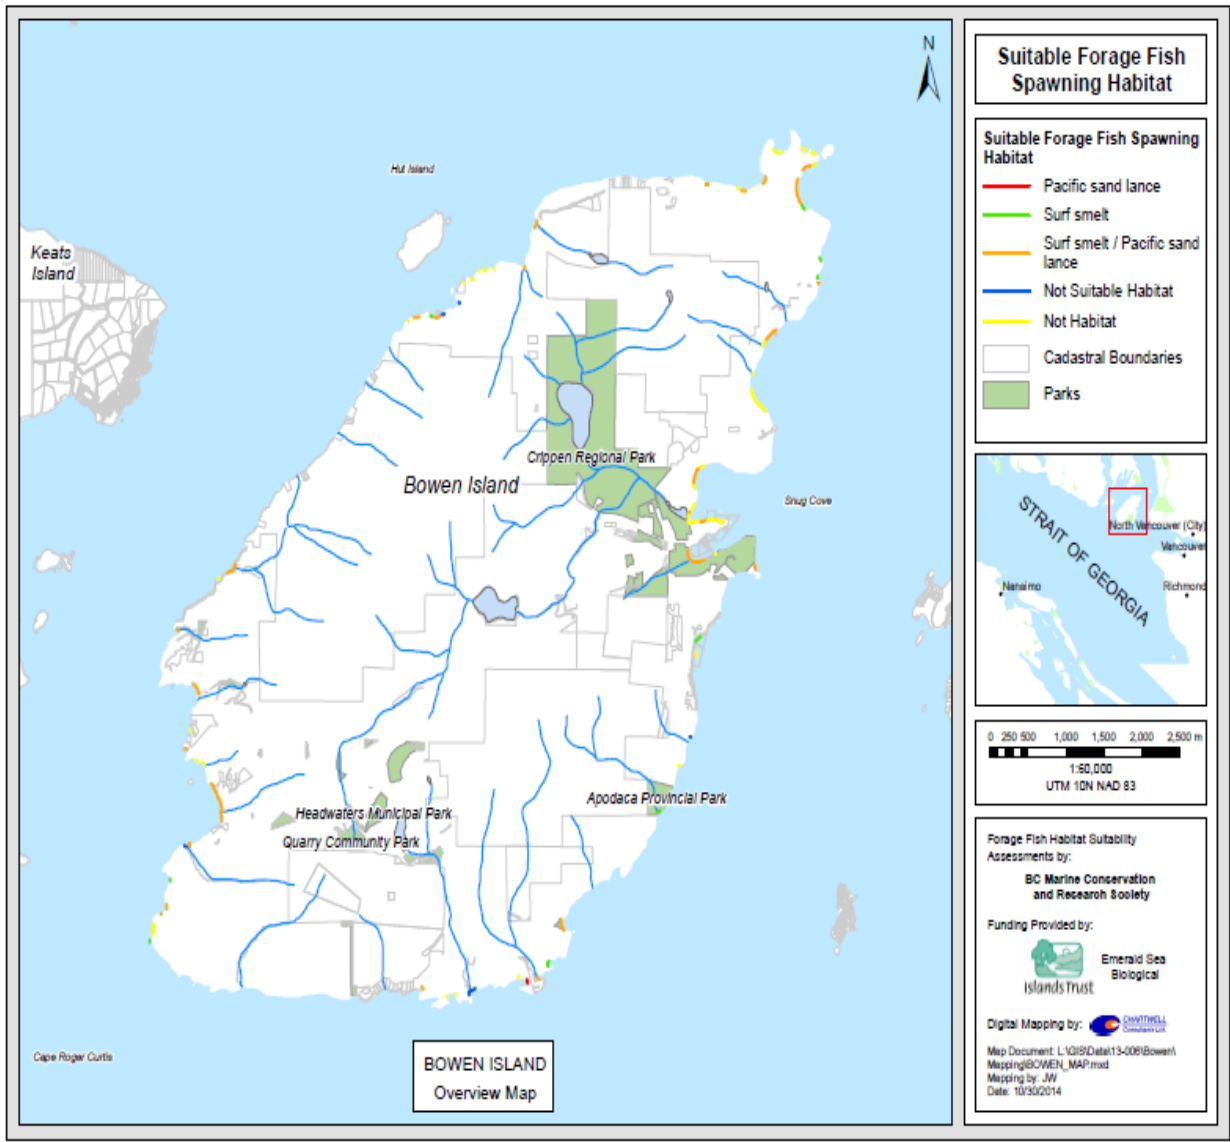 N
Hut Island
Keats
Island
Crippen Regional Park
Bowen Island
Snug Cove
Apodaca Provincial Park
Headwaters Municipal Park
Quarry Community Park
Cape Roger Curtis
BOWEN ISLAND
Overview Map
Suitable Forage Fish
Spawning Habitat
Suitable Forage Fish Spawning
Habitat
Pacific sand lance
Surf smelt
Surf smelt / Pacific sand
lance
Not Suitable Habitat
Not Habitat
Cadastral Boundaries
Parks
STRAIT OF GEORGIA
North Vancouver (City)
Vancouver
Nanaimo
Richmond
0 250 500 1,000 1,500 2,000 2,500 m
1:60,000
UTM 10N NAD 83
Forage Fish Habitat Suitability
Assessments by:
BC Marine Conservation
and Research Society
Funding Provided by:
Islands Trust
Emerald Sea
Biological
Digital Mapping by:
CHARTWELL
Consultants Ltd.
Map Document: L:\GIS\Data\13-006\Bowen\
Mapping\BOWEN_MAP.mxd
Mapping by: JW
Date: 10/30/2014